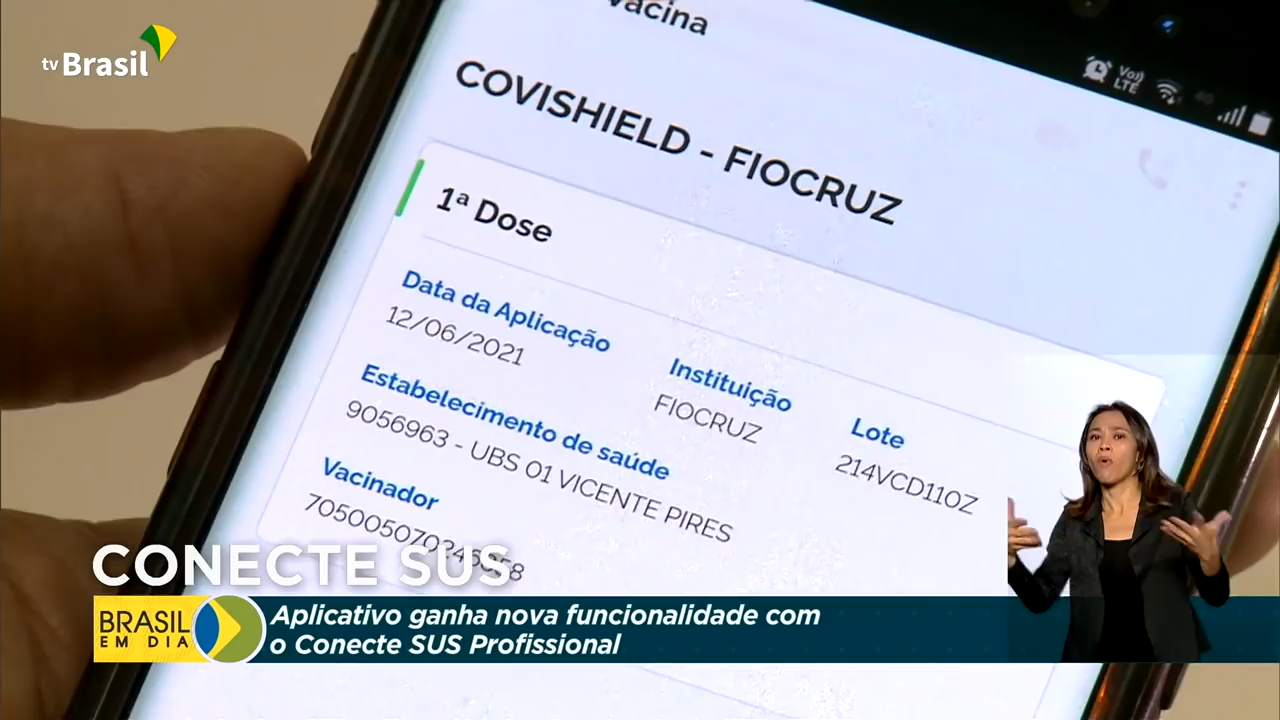 tv Brasil
Vacina
Voi)
LTE
COVISHIELD - FIOCRUZ
1ª Dose
Data da Aplicação
12/06/2021
Instituição
FIOCRUZ
Lote
214VCD110Z
Estabelecimento de saúde
9056963 - UBS 01 VICENTE PIRES
Vacinador
CONECTE SUS
BRASIL
EM DIA
Aplicativo ganha nova funcionalidade com
o Conecte SUS Profissional